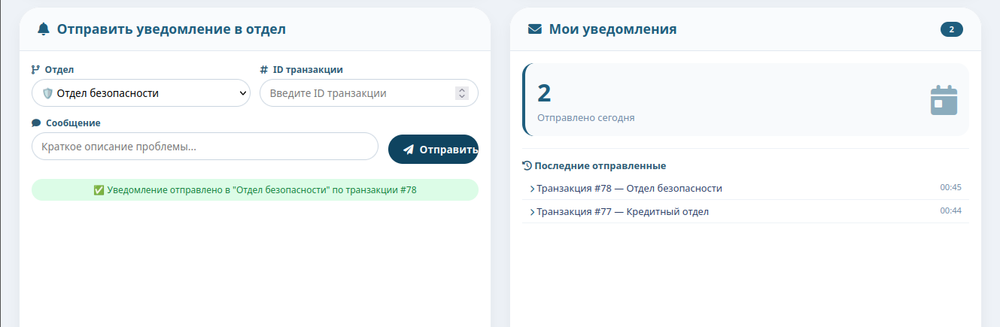 Отправить уведомление в отдел
Отдел
ID транзакции
Отдел безопасности
Введите ID транзакции
Сообщение
Краткое описание проблемы...
Отправить
Уведомление отправлено в "Отдел безопасности" по транзакции #78
Мои уведомления
2
2
Отправлено сегодня
Последние отправленные
Транзакция #78 — Отдел безопасности
00:45
Транзакция #77 — Кредитный отдел
00:44